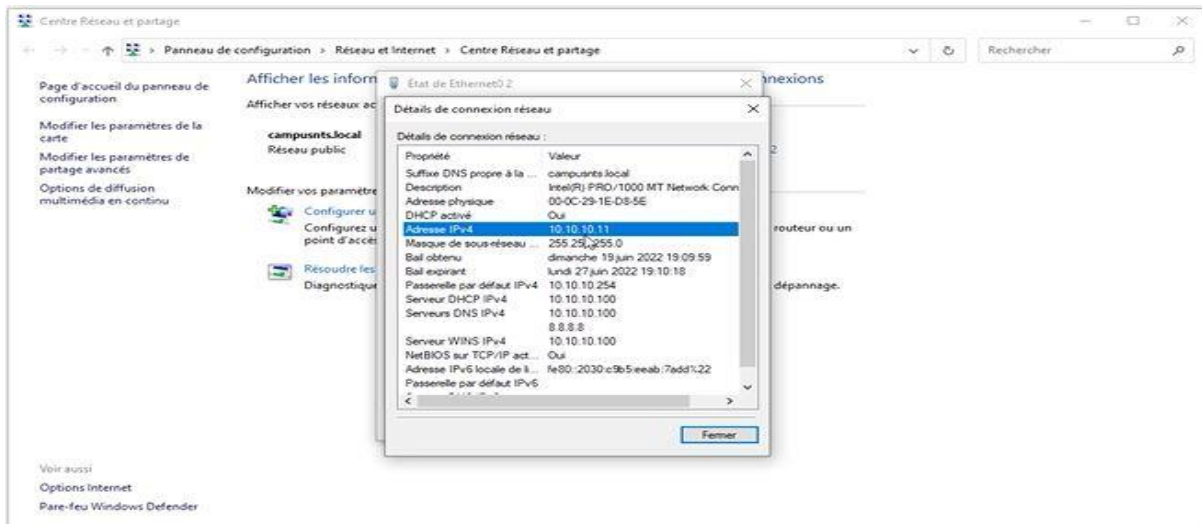 Centre Réseau et partage
Panneau de configuration > Réseau et Internet > Centre Réseau et partage
Rechercher
Page d'accueil du panneau de
configuration
Modifier les paramètres de la
carte
Modifier les paramètres de
partage avancés
Options de diffusion
multimédia en continu
Afficher les inform
nnexions
Afficher vos réseaux ac
campusnts.local
Réseau public
2
Modifier vos paramètre
Configurer u
Configurez u
routeur ou un
point d'accès
Résoudre les
Diagnostique
dépannage.
État de Ethernet0 2
Détails de connexion réseau
Détails de connexion réseau :
Propriété Valeur
Suffixe DNS propre à la ... campusnts.local
Description Intel(R) PRO/1000 MT Network Conn
Adresse physique 00-0C-29-1E-D8-5E
DHCP activé Oui
Adresse IPv4 10.10.10.11
Masque de sous-réseau ... 255.25 255.0
Bail obtenu dimanche 19 juin 2022 19:09:59
Bail expirant lundi 27 juin 2022 19:10:18
Passerelle par défaut IPv4 10.10.10.254
Serveur DHCP IPv4 10.10.10.100
Serveurs DNS IPv4 10.10.10.100
8.8.8.8
Serveur WINS IPv4 10.10.10.100
NetBIOS sur TCP/IP act... Oui
Adresse IPv6 locale de li... fe80::2030:c9b5:eeab:7add%22
Passerelle par défaut IPv6
Fermer
Voir aussi
Options Internet
Pare-feu Windows Defender